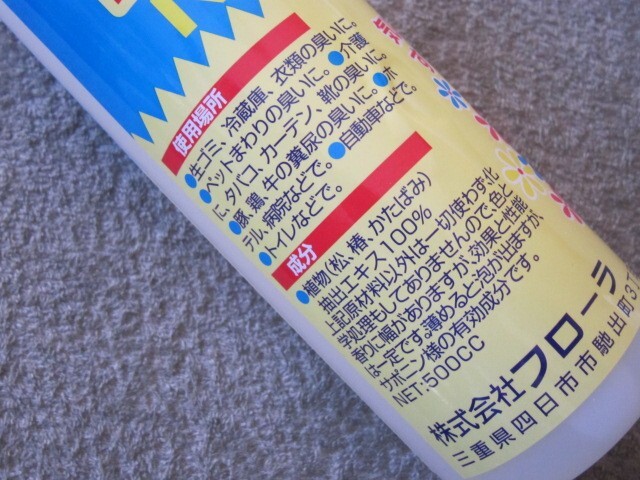 使用場所
●生ゴミ、冷蔵庫、衣類の臭いに。●介護
●ペットまわりの臭いに。
に、タバコ、カーテン、靴の臭いに。●ホ
●豚、鶏、牛の糞尿の臭いに。
テル、病院などで。●自動車などで。
●トイレなどで。
成分
●植物(松、椿、かたばみ)
抽出エキス100%
上記原材料以外は一切使わず化
学処理もしてありませんので、色と
香りに幅がありますが、効果と性能
は一定です。薄めると泡が出ますが、
サポニン様の有効成分です。
NET:500CC
株式会社フローラ
三重県四日市市馳出町3丁